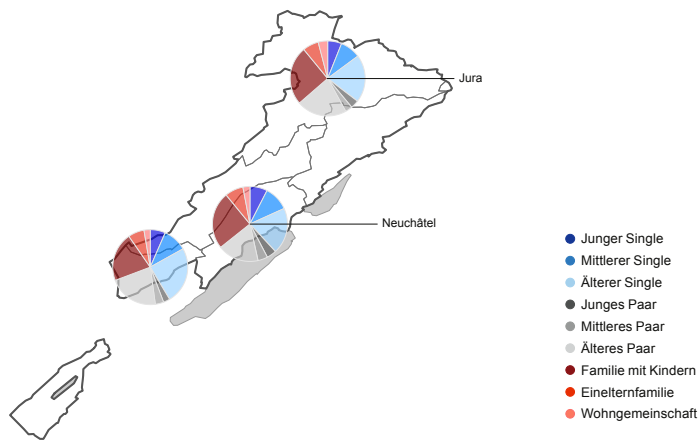 Jura
Neuchâtel
Junger Single
Mittlerer Single
Älterer Single
Junges Paar
Mittleres Paar
Älteres Paar
Familie mit Kindern
Einelternfamilie
Wohngemeinschaft